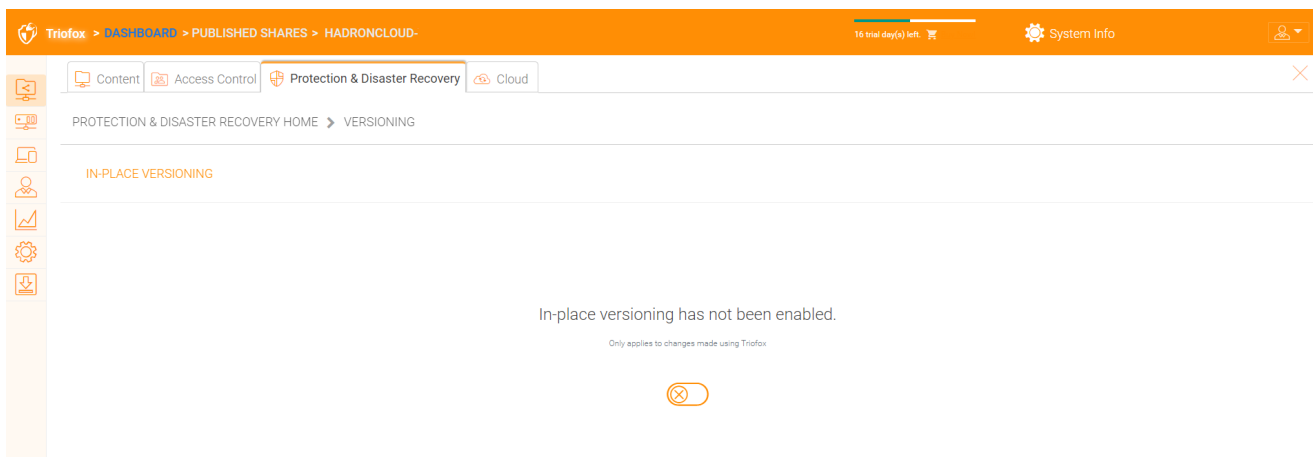 Triofox > DASHBOARD > PUBLISHED SHARES > HADRONCLOUD-
16 trial day(s) left.
System Info
Content Access Control Protection & Disaster Recovery Cloud
PROTECTION & DISASTER RECOVERY HOME > VERSIONING
IN-PLACE VERSIONING
In-place versioning has not been enabled.
Only applies to changes made using Triofox